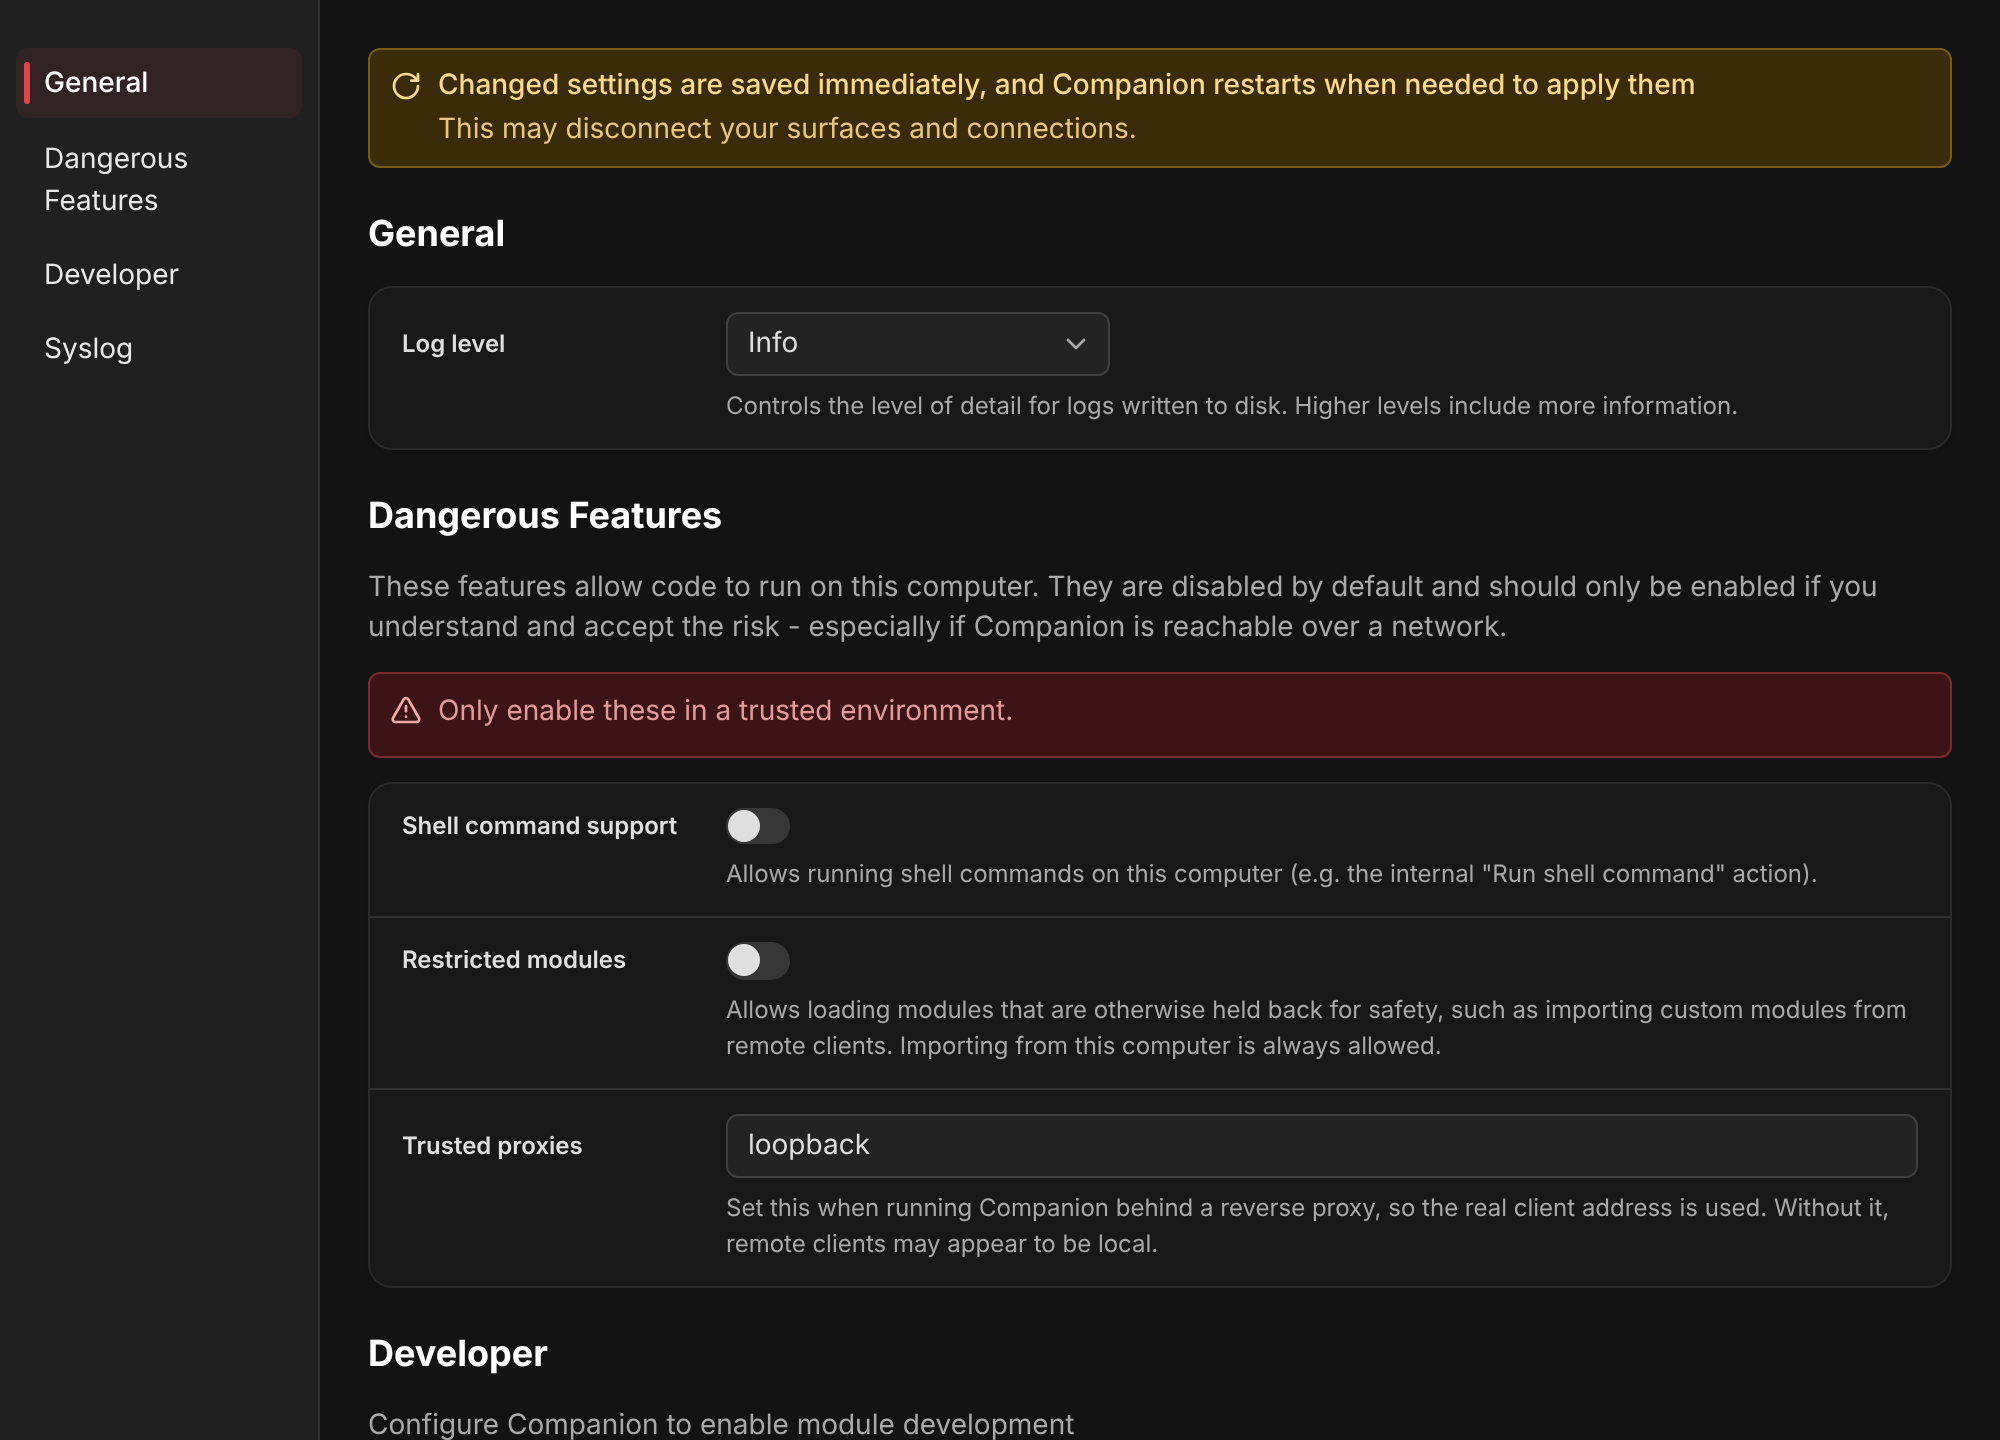 General
Dangerous
Features
Developer
Syslog
Changed settings are saved immediately, and Companion restarts when needed to apply them
This may disconnect your surfaces and connections.
General
Log level
Info
Controls the level of detail for logs written to disk. Higher levels include more information.
Dangerous Features
These features allow code to run on this computer. They are disabled by default and should only be enabled if you
understand and accept the risk - especially if Companion is reachable over a network.
Only enable these in a trusted environment.
Shell command support
Allows running shell commands on this computer (e.g. the internal "Run shell command" action).
Restricted modules
Allows loading modules that are otherwise held back for safety, such as importing custom modules from
remote clients. Importing from this computer is always allowed.
Trusted proxies
loopback
Set this when running Companion behind a reverse proxy, so the real client address is used. Without it,
remote clients may appear to be local.
Developer
Configure Companion to enable module development